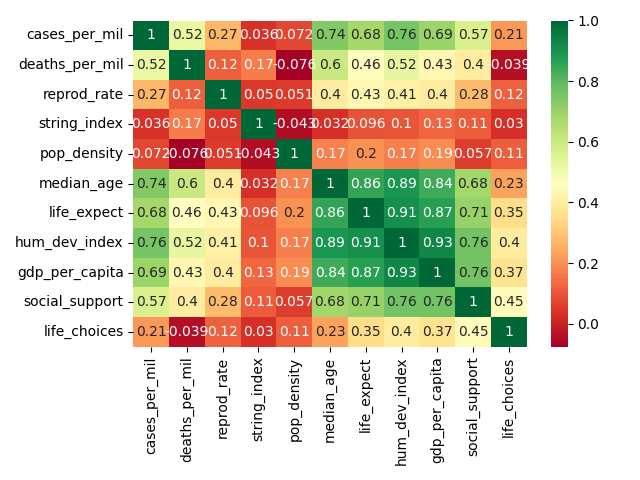 cases_per_mil 1 0.52 0.27 0.036 0.072 0.74 0.68 0.76 0.69 0.57 0.21
deaths_per_mil 0.52 1 0.12 0.17 -0.076 0.6 0.46 0.52 0.43 0.4 -0.039
reprod_rate 0.27 0.12 1 0.05 0.051 0.4 0.43 0.41 0.4 0.28 0.12
string_index 0.036 0.17 0.05 1 -0.043 0.032 0.096 0.1 0.13 0.11 0.03
pop_density 0.072 -0.076 0.051 -0.043 1 0.17 0.2 0.17 0.19 0.057 0.11
median_age 0.74 0.6 0.4 0.032 0.17 1 0.86 0.89 0.84 0.68 0.23
life_expect 0.68 0.46 0.43 0.096 0.2 0.86 1 0.91 0.87 0.71 0.35
hum_dev_index 0.76 0.52 0.41 0.1 0.17 0.89 0.91 1 0.93 0.76 0.4
gdp_per_capita 0.69 0.43 0.4 0.13 0.19 0.84 0.87 0.93 1 0.76 0.37
social_support 0.57 0.4 0.28 0.11 0.057 0.68 0.71 0.76 0.76 1 0.45
life_choices 0.21 -0.039 0.12 0.03 0.11 0.23 0.35 0.4 0.37 0.45 1
cases_per_mil
deaths_per_mil
reprod_rate
string_index
pop_density
median_age
life_expect
hum_dev_index
gdp_per_capita
social_support
life_choices
1.0
0.8
0.6
0.4
0.2
0.0